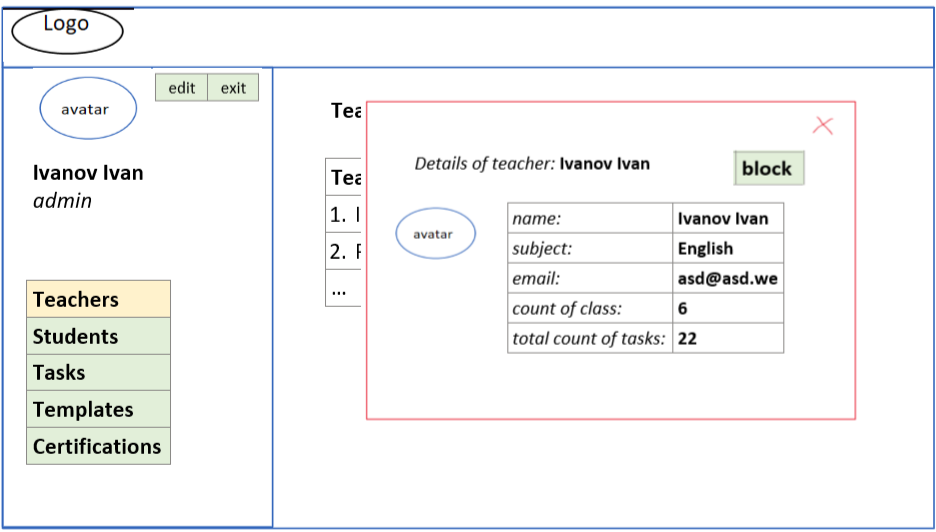 Logo
avatar
edit exit
Ivanov Ivan
admin
Teachers
Students
Tasks
Templates
Certifications
1.
2.
...
Details of teacher: Ivanov Ivan
block
avatar
name: Ivanov Ivan
subject: English
email: asd@asd.we
count of class: 6
total count of tasks: 22